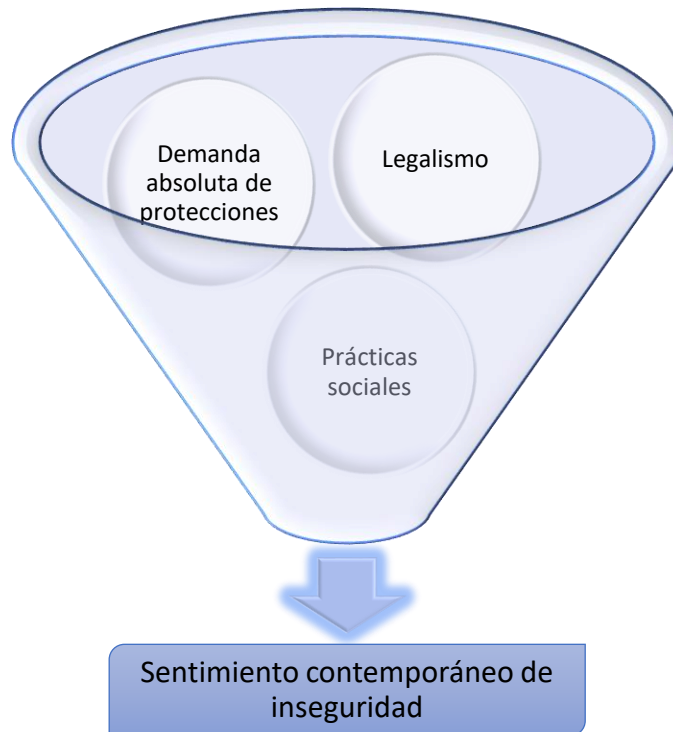 Demanda
absoluta de
protecciones
Legalismo
Prácticas
sociales
Sentimiento contemporáneo de
inseguridad